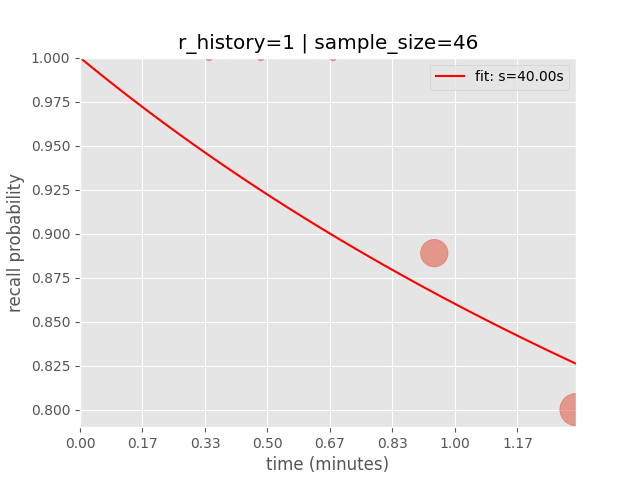 r_history=1 | sample_size=46
fit: s=40.00s
recall probability
1.000
0.975
0.950
0.925
0.900
0.875
0.850
0.825
0.800
0.00 0.17 0.33 0.50 0.67 0.83 1.00 1.17
time (minutes)